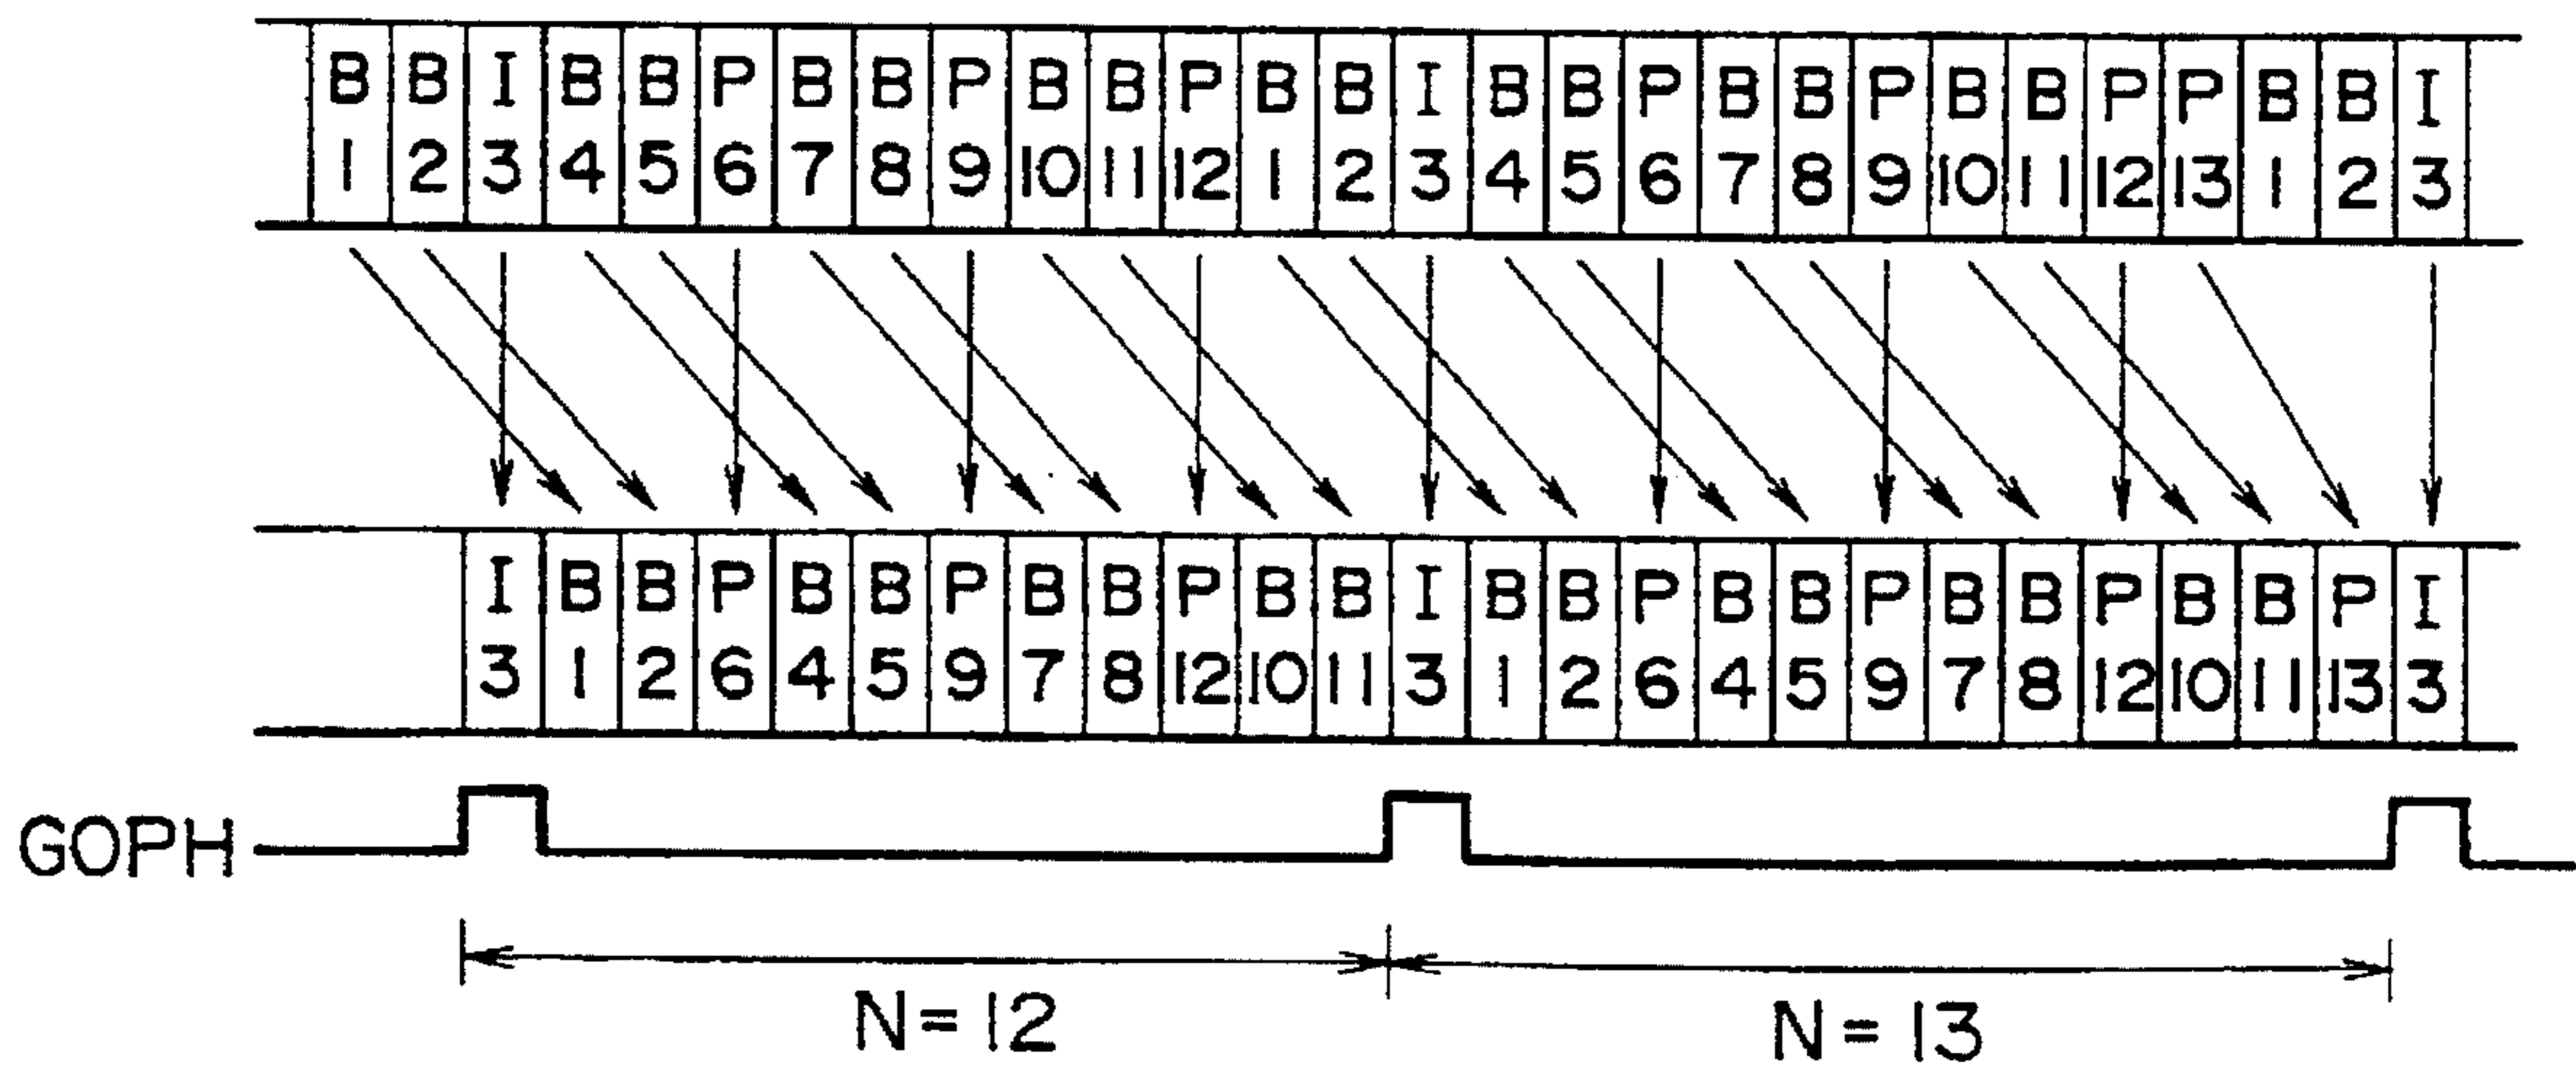 B B I B B P B B P B B P B B I B B P B B P B B P P B B I
1 2 3 4 5 6 7 8 9 10 11 12 1 2 3 4 5 6 7 8 9 10 11 12 13 1 2 3
I B B P B B P B B P B B I B B P B B P B B P B B P I
3 1 2 6 4 5 9 7 8 12 10 11 3 1 2 6 4 5 9 7 8 12 10 11 13 3
GOPH
N=12 N=13